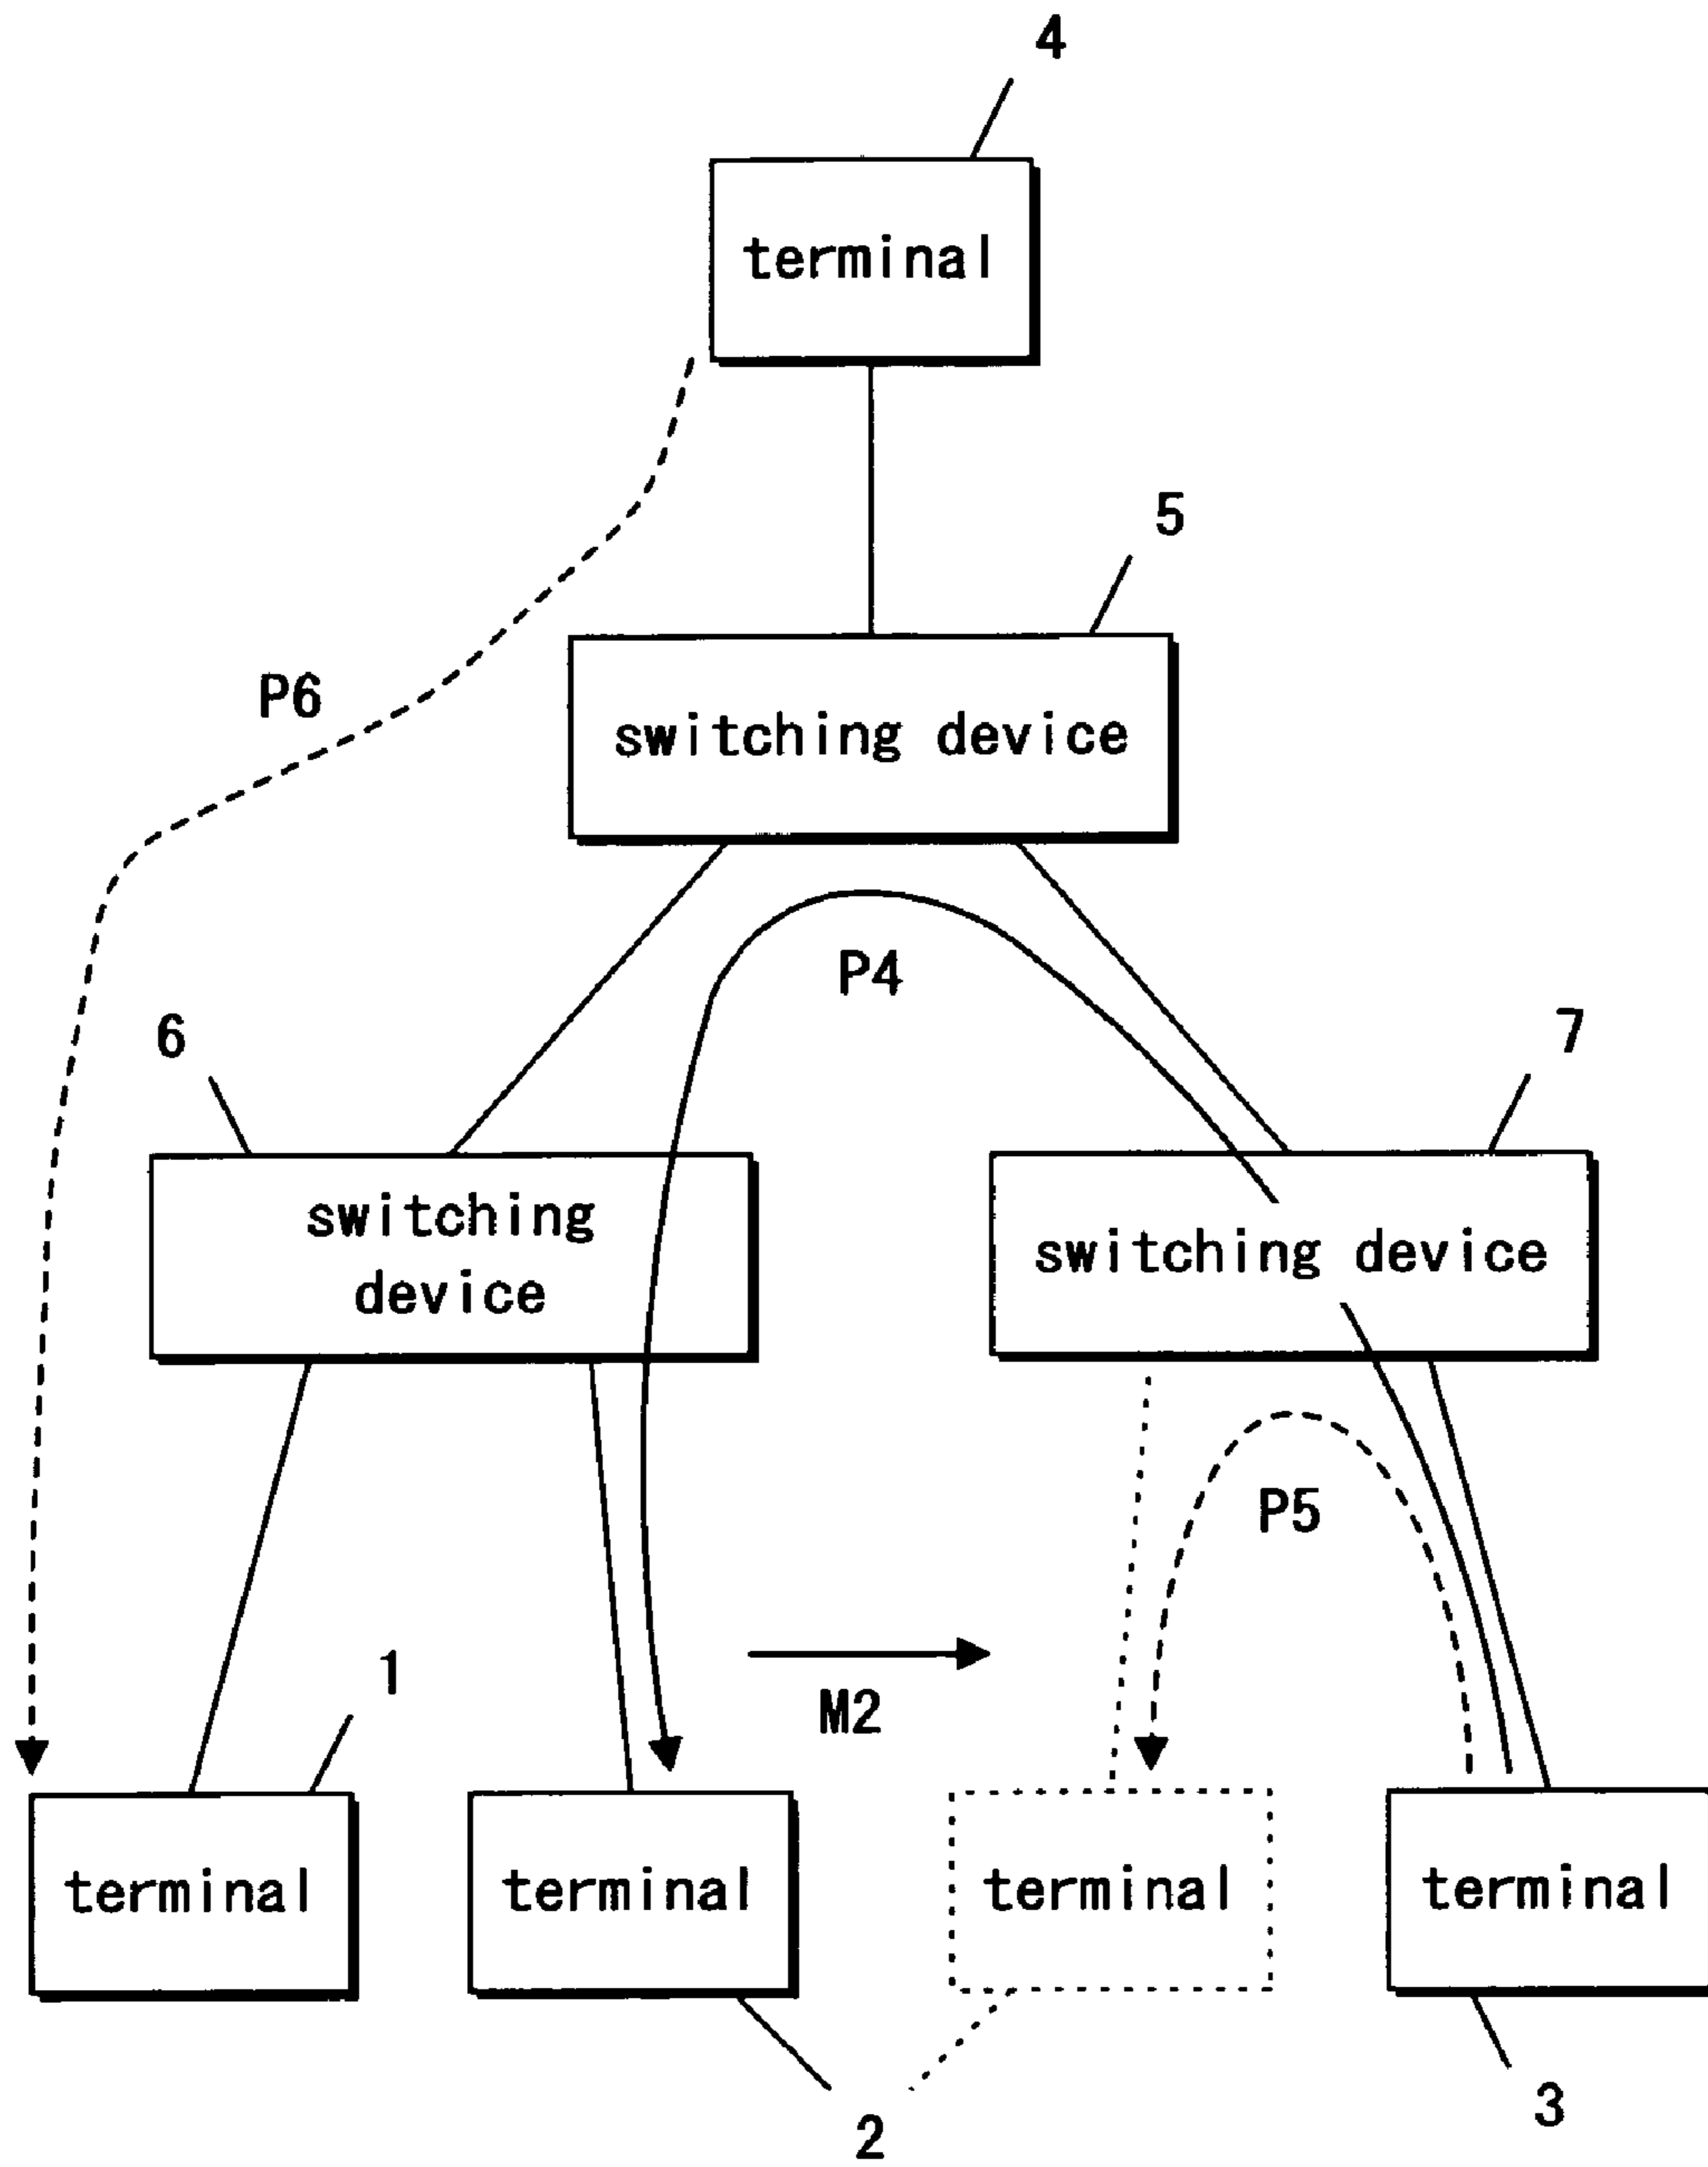 4
terminal
5
switching device
P6
P4
6
7
switching
device
switching device
P5
1
M2
terminal
terminal
terminal
terminal
2
3